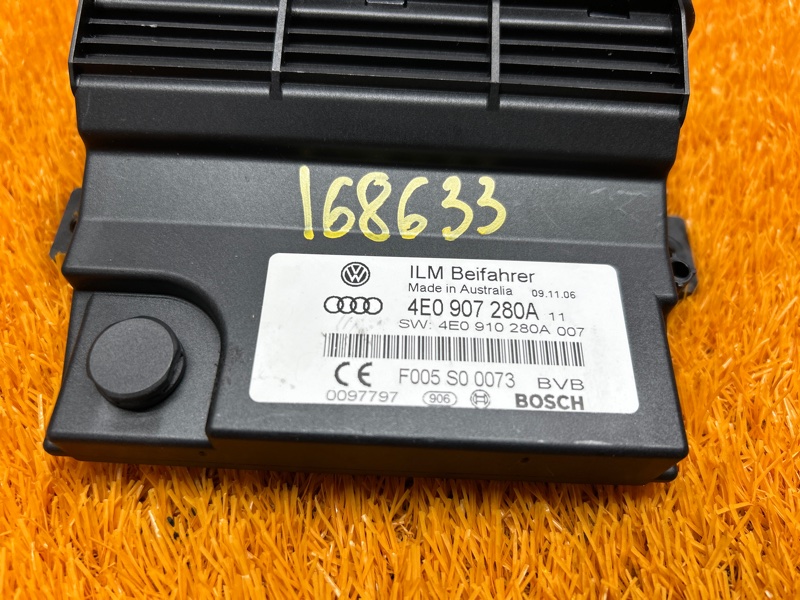 168633
ILM Beifahrer
Made in Australia 09.11.06
4E0 907 280A 11
SW: 4E0 910 280A 007
CE F005 S0 0073 BVB
0097797 906 BOSCH